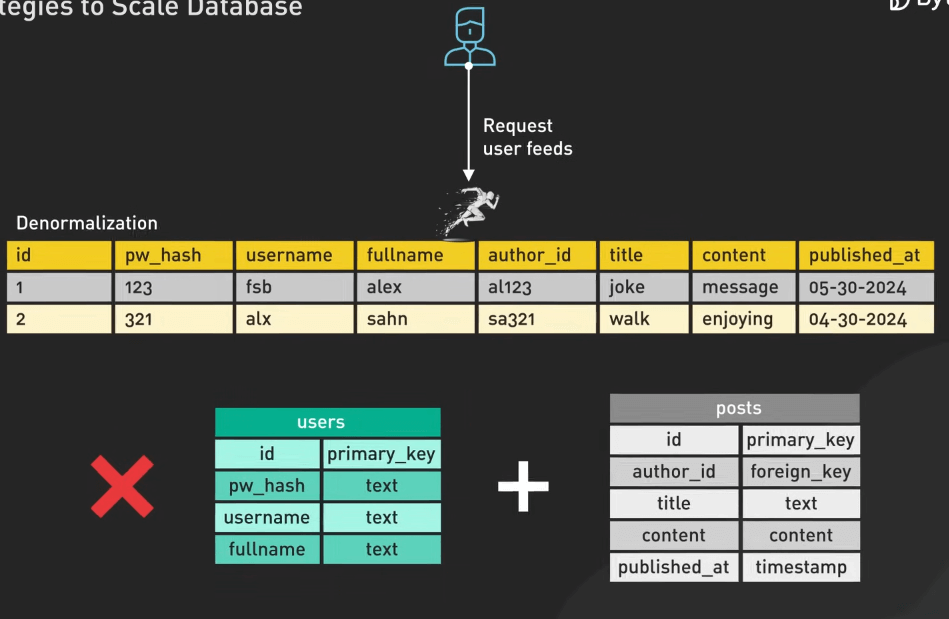 tegies to Scale Database
Request
user feeds
Denormalization
id pw_hash username fullname author_id title content published_at
1 123 fsb alex al123 joke message 05-30-2024
2 321 alx sahn sa321 walk enjoying 04-30-2024
users
id primary_key
pw_hash text
username text
fullname text
posts
id primary_key
author_id foreign_key
title text
content content
published_at timestamp